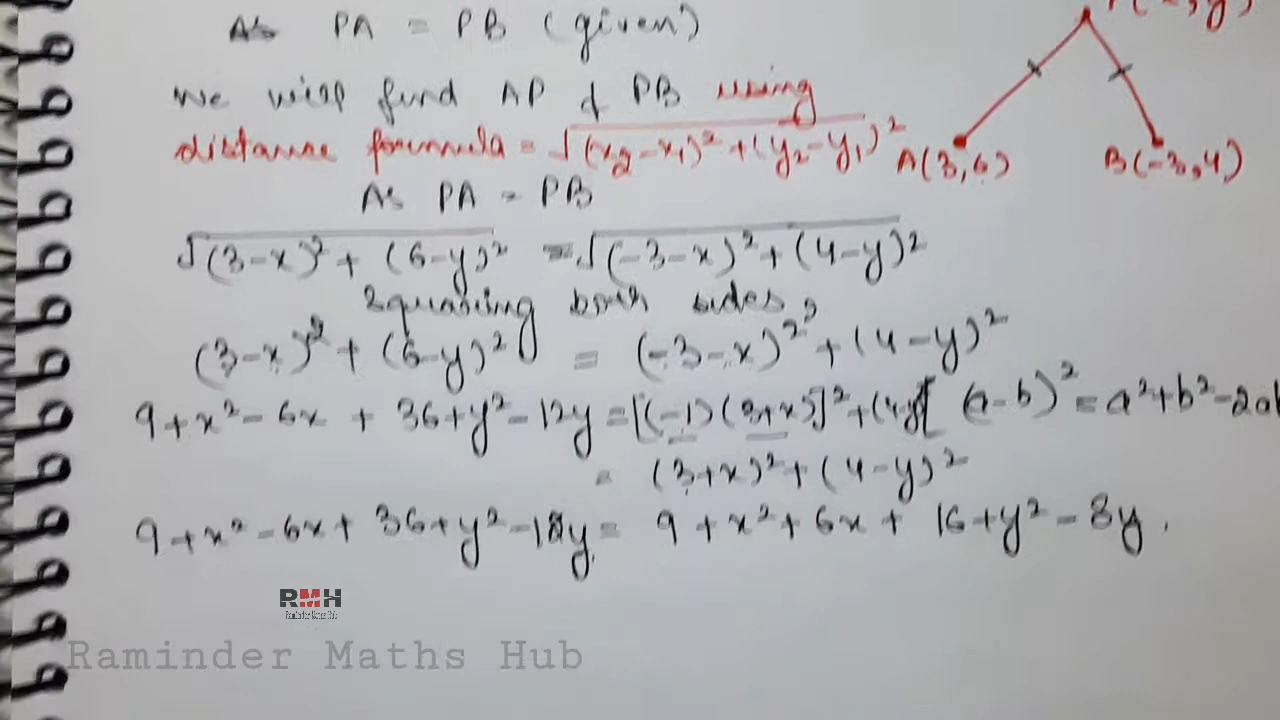 As PA = PB (given)
We will find AP & PB using
distance formula = √(x₂-x₁)² + (y₂-y₁)²
A(3,6)
B(-3,4)
As PA = PB
√(3-x)² + (6-y)² = √(-3-x)² + (4-y)²
Squaring both sides
(3-x)² + (6-y)² = (-3-x)² + (4-y)²
9+x²-6x + 36+y²-12y = [(-1)(3+x)]² + (4-y)² (a-b)² = a²+b²-2ab
= (3+x)² + (4-y)²
9+x²-6x+ 36+y²-12y = 9+x²+6x+ 16+y²-8y.
RMH
Raminder Maths Hub